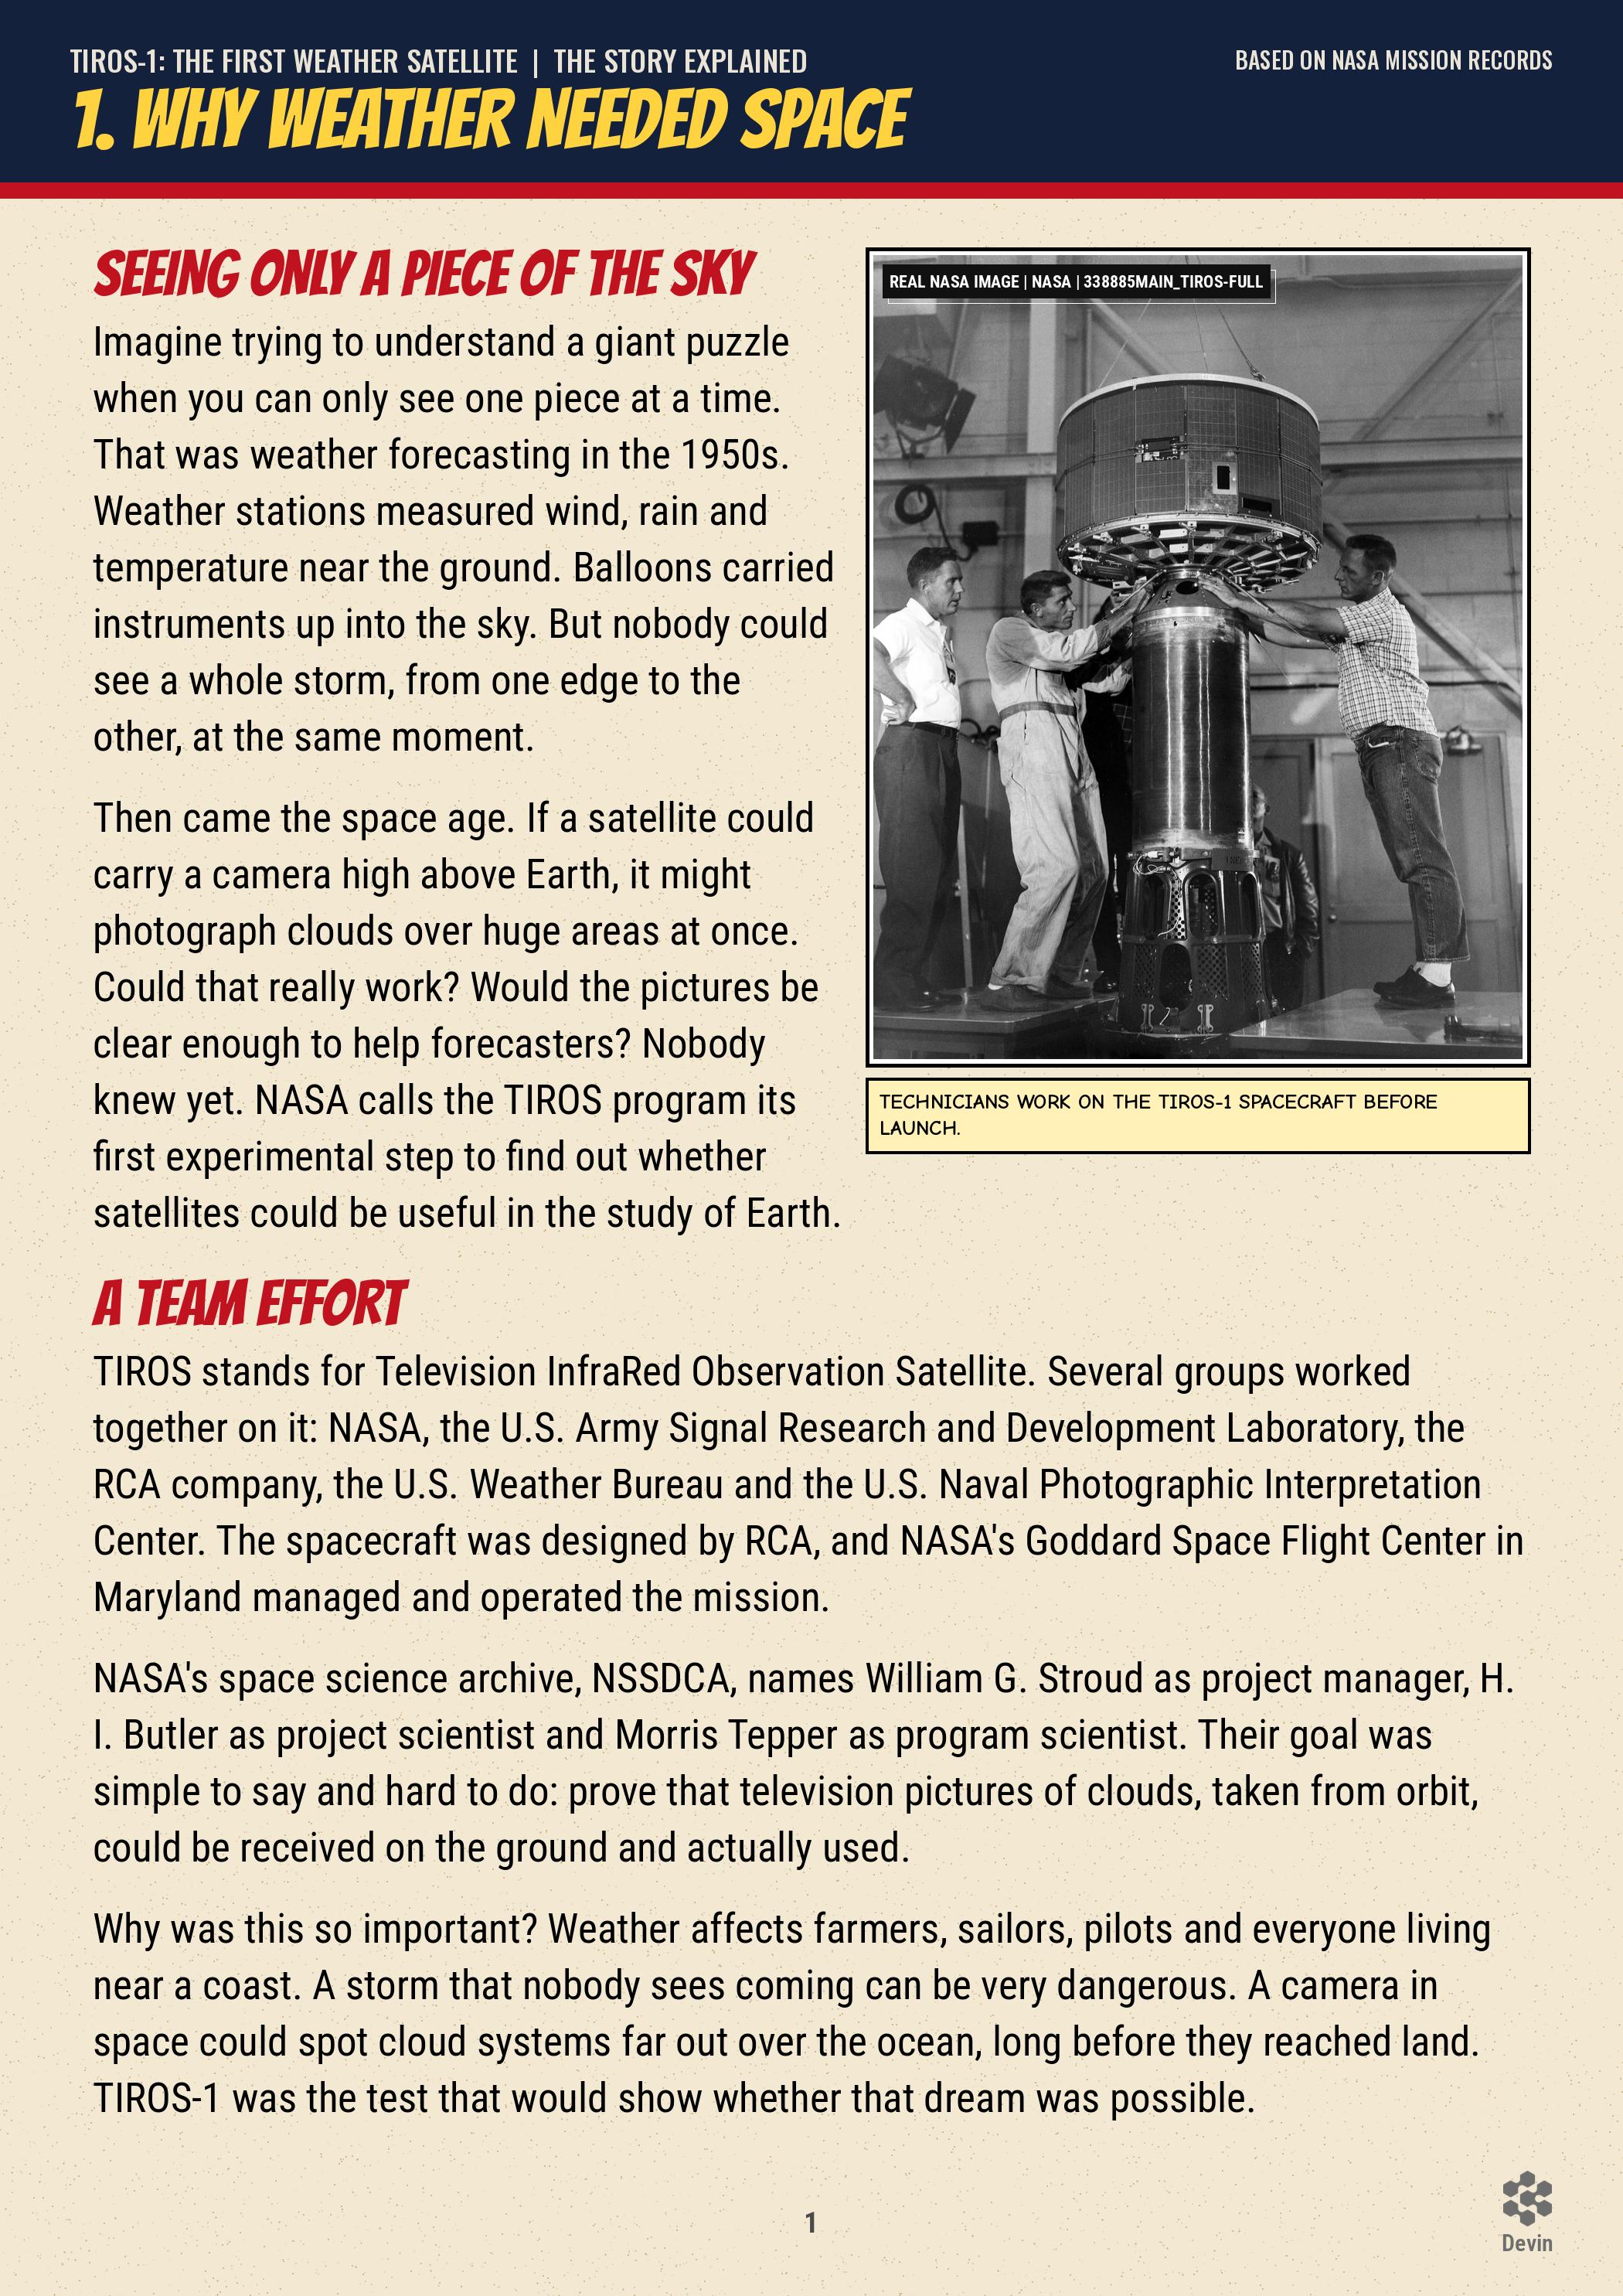 TIROS-1: THE FIRST WEATHER SATELLITE | THE STORY EXPLAINED
BASED ON NASA MISSION RECORDS
1. WHY WEATHER NEEDED SPACE
SEEING ONLY A PIECE OF THE SKY
Imagine trying to understand a giant puzzle
when you can only see one piece at a time.
That was weather forecasting in the 1950s.
Weather stations measured wind, rain and
temperature near the ground. Balloons carried
instruments up into the sky. But nobody could
see a whole storm, from one edge to the
other, at the same moment.
Then came the space age. If a satellite could
carry a camera high above Earth, it might
photograph clouds over huge areas at once.
Could that really work? Would the pictures be
clear enough to help forecasters? Nobody
knew yet. NASA calls the TIROS program its
first experimental step to find out whether
satellites could be useful in the study of Earth.
REAL NASA IMAGE | NASA | 338885MAIN_TIROS-FULL
TECHNICIANS WORK ON THE TIROS-1 SPACECRAFT BEFORE
LAUNCH.
A TEAM EFFORT
TIROS stands for Television InfraRed Observation Satellite. Several groups worked
together on it: NASA, the U.S. Army Signal Research and Development Laboratory, the
RCA company, the U.S. Weather Bureau and the U.S. Naval Photographic Interpretation
Center. The spacecraft was designed by RCA, and NASA's Goddard Space Flight Center in
Maryland managed and operated the mission.
NASA's space science archive, NSSDCA, names William G. Stroud as project manager, H.
I. Butler as project scientist and Morris Tepper as program scientist. Their goal was
simple to say and hard to do: prove that television pictures of clouds, taken from orbit,
could be received on the ground and actually used.
Why was this so important? Weather affects farmers, sailors, pilots and everyone living
near a coast. A storm that nobody sees coming can be very dangerous. A camera in
space could spot cloud systems far out over the ocean, long before they reached land.
TIROS-1 was the test that would show whether that dream was possible.
1
Devin